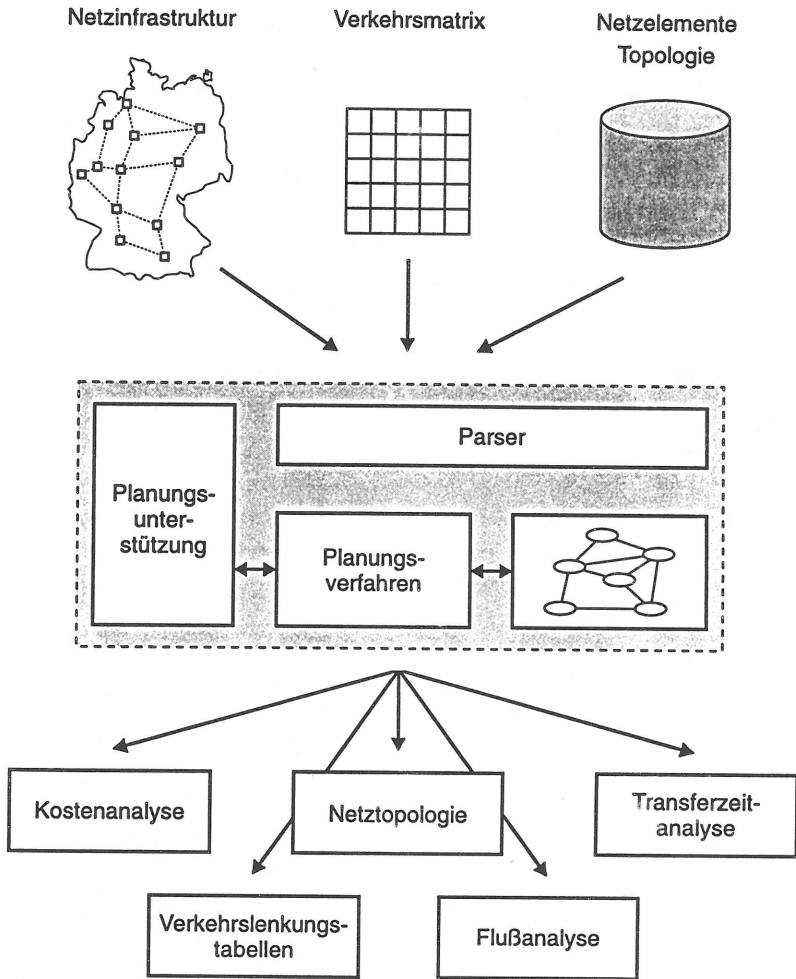 Netzinfrastruktur
Verkehrsmatrix
Netzelemente
Topologie
Parser
Planungs-
unter-
stützung
Planungs-
verfahren
Kostenanalyse
Netztopologie
Transferzeit-
analyse
Verkehrslenkungs-
tabellen
Flußanalyse